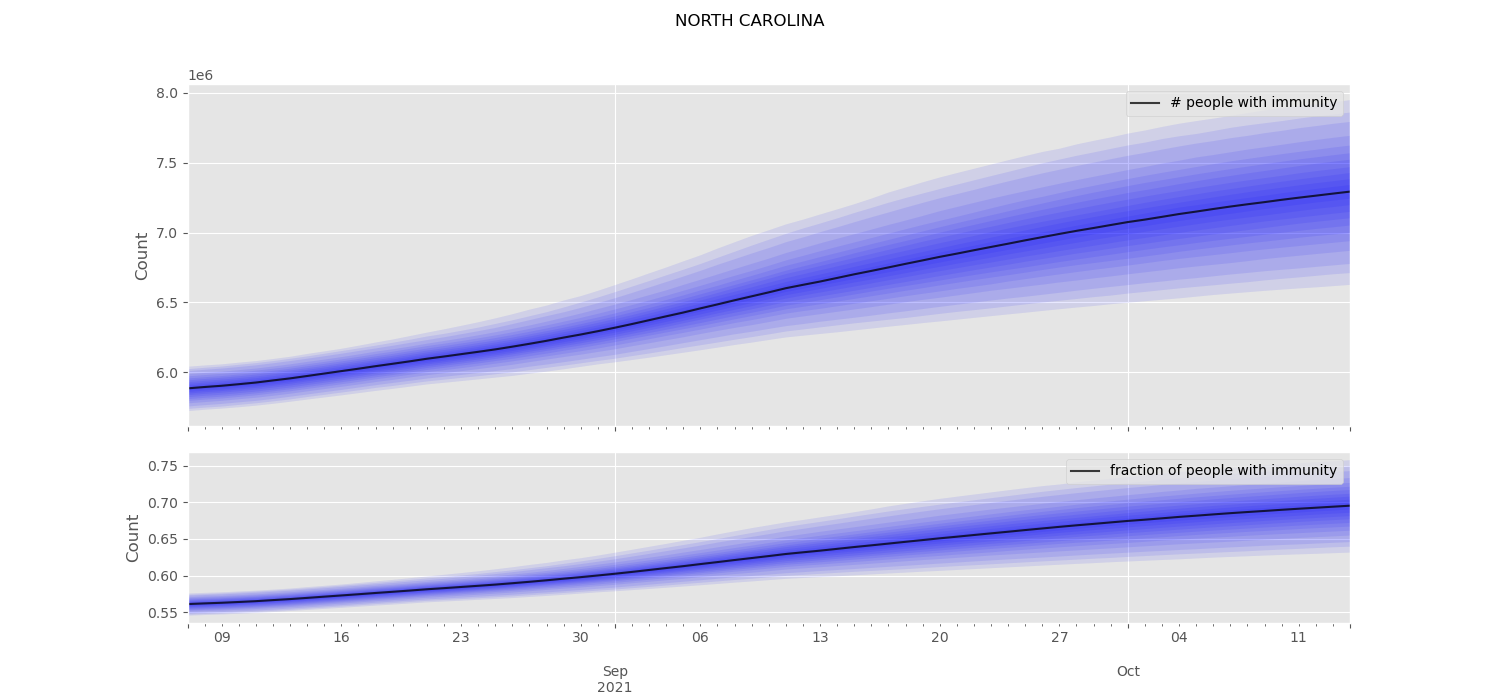 NORTH CAROLINA
1e6
8.0
7.5
7.0
6.5
6.0
Count
# people with immunity
0.75
0.70
0.65
0.60
0.55
Count
fraction of people with immunity
09 16 23 30 06 13 20 27 04 11
Sep Oct
2021